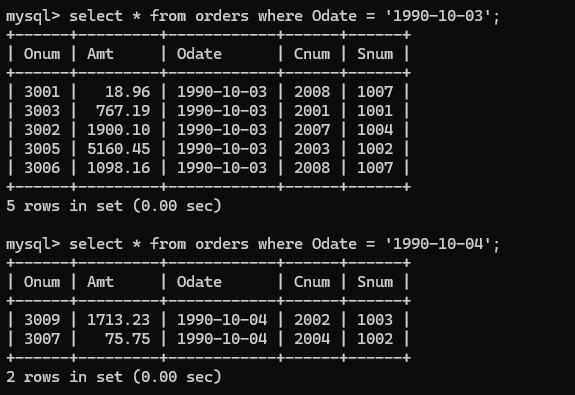 mysql> select * from orders where Odate = '1990-10-03';
+------+---------+------------+------+------+
| Onum | Amt     | Odate      | Cnum | Snum |
+------+---------+------------+------+------+
| 3001 |   18.96 | 1990-10-03 | 2008 | 1007 |
| 3003 |  767.19 | 1990-10-03 | 2001 | 1001 |
| 3002 | 1900.10 | 1990-10-03 | 2007 | 1004 |
| 3005 | 5160.45 | 1990-10-03 | 2003 | 1002 |
| 3006 | 1098.16 | 1990-10-03 | 2008 | 1007 |
+------+---------+------------+------+------+
5 rows in set (0.00 sec)

mysql> select * from orders where Odate = '1990-10-04';
+------+---------+------------+------+------+
| Onum | Amt     | Odate      | Cnum | Snum |
+------+---------+------------+------+------+
| 3009 | 1713.23 | 1990-10-04 | 2002 | 1003 |
| 3007 |   75.75 | 1990-10-04 | 2004 | 1002 |
+------+---------+------------+------+------+
2 rows in set (0.00 sec)